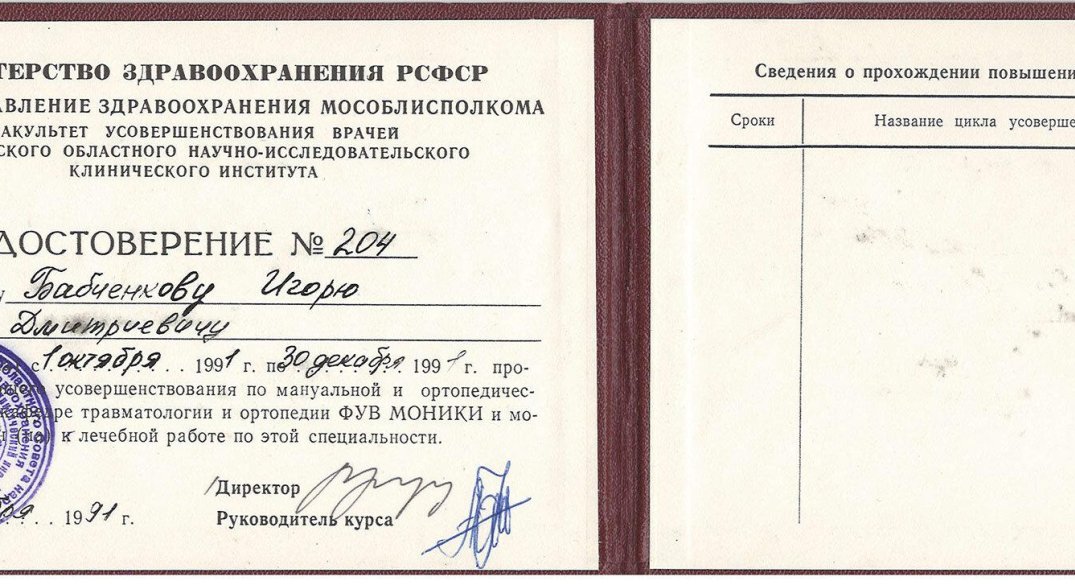 ТЕРСТВО ЗДРАВООХРАНЕНИЯ РСФСР
АВЛЕНИЕ ЗДРАВООХРАНЕНИЯ МОСОБЛИСПОЛКОМА
АКУЛЬТЕТ УСОВЕРШЕНСТВОВАНИЯ ВРАЧЕЙ
СКОГО ОБЛАСТНОГО НАУЧНО-ИССЛЕДОВАТЕЛЬСКОГО
КЛИНИЧЕСКОГО ИНСТИТУТА
ДОСТОВЕРЕНИЕ № 204
у Бабченкову Игорю
Дмитриевичу
с 1 октября 1991 г. по 30 декабря 1991 г. про-
усовершенствования по мануальной и ортопедичес-
федре травматологии и ортопедии ФУВ МОНИКИ и мо-
к лечебной работе по этой специальности.
/Директор
1991 г.
Руководитель курса
Сведения о прохождении повышени
Сроки
Название цикла усоверше